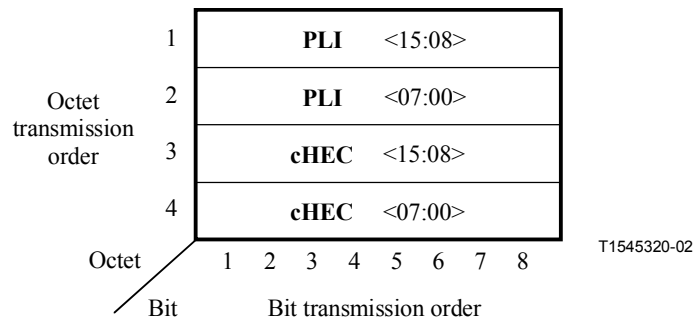 1 PLI <15:08>
Octet 2 PLI <07:00>
transmission
order 3 cHEC <15:08>
4 cHEC <07:00>
T1545320-02
Octet 1 2 3 4 5 6 7 8
Bit Bit transmission order